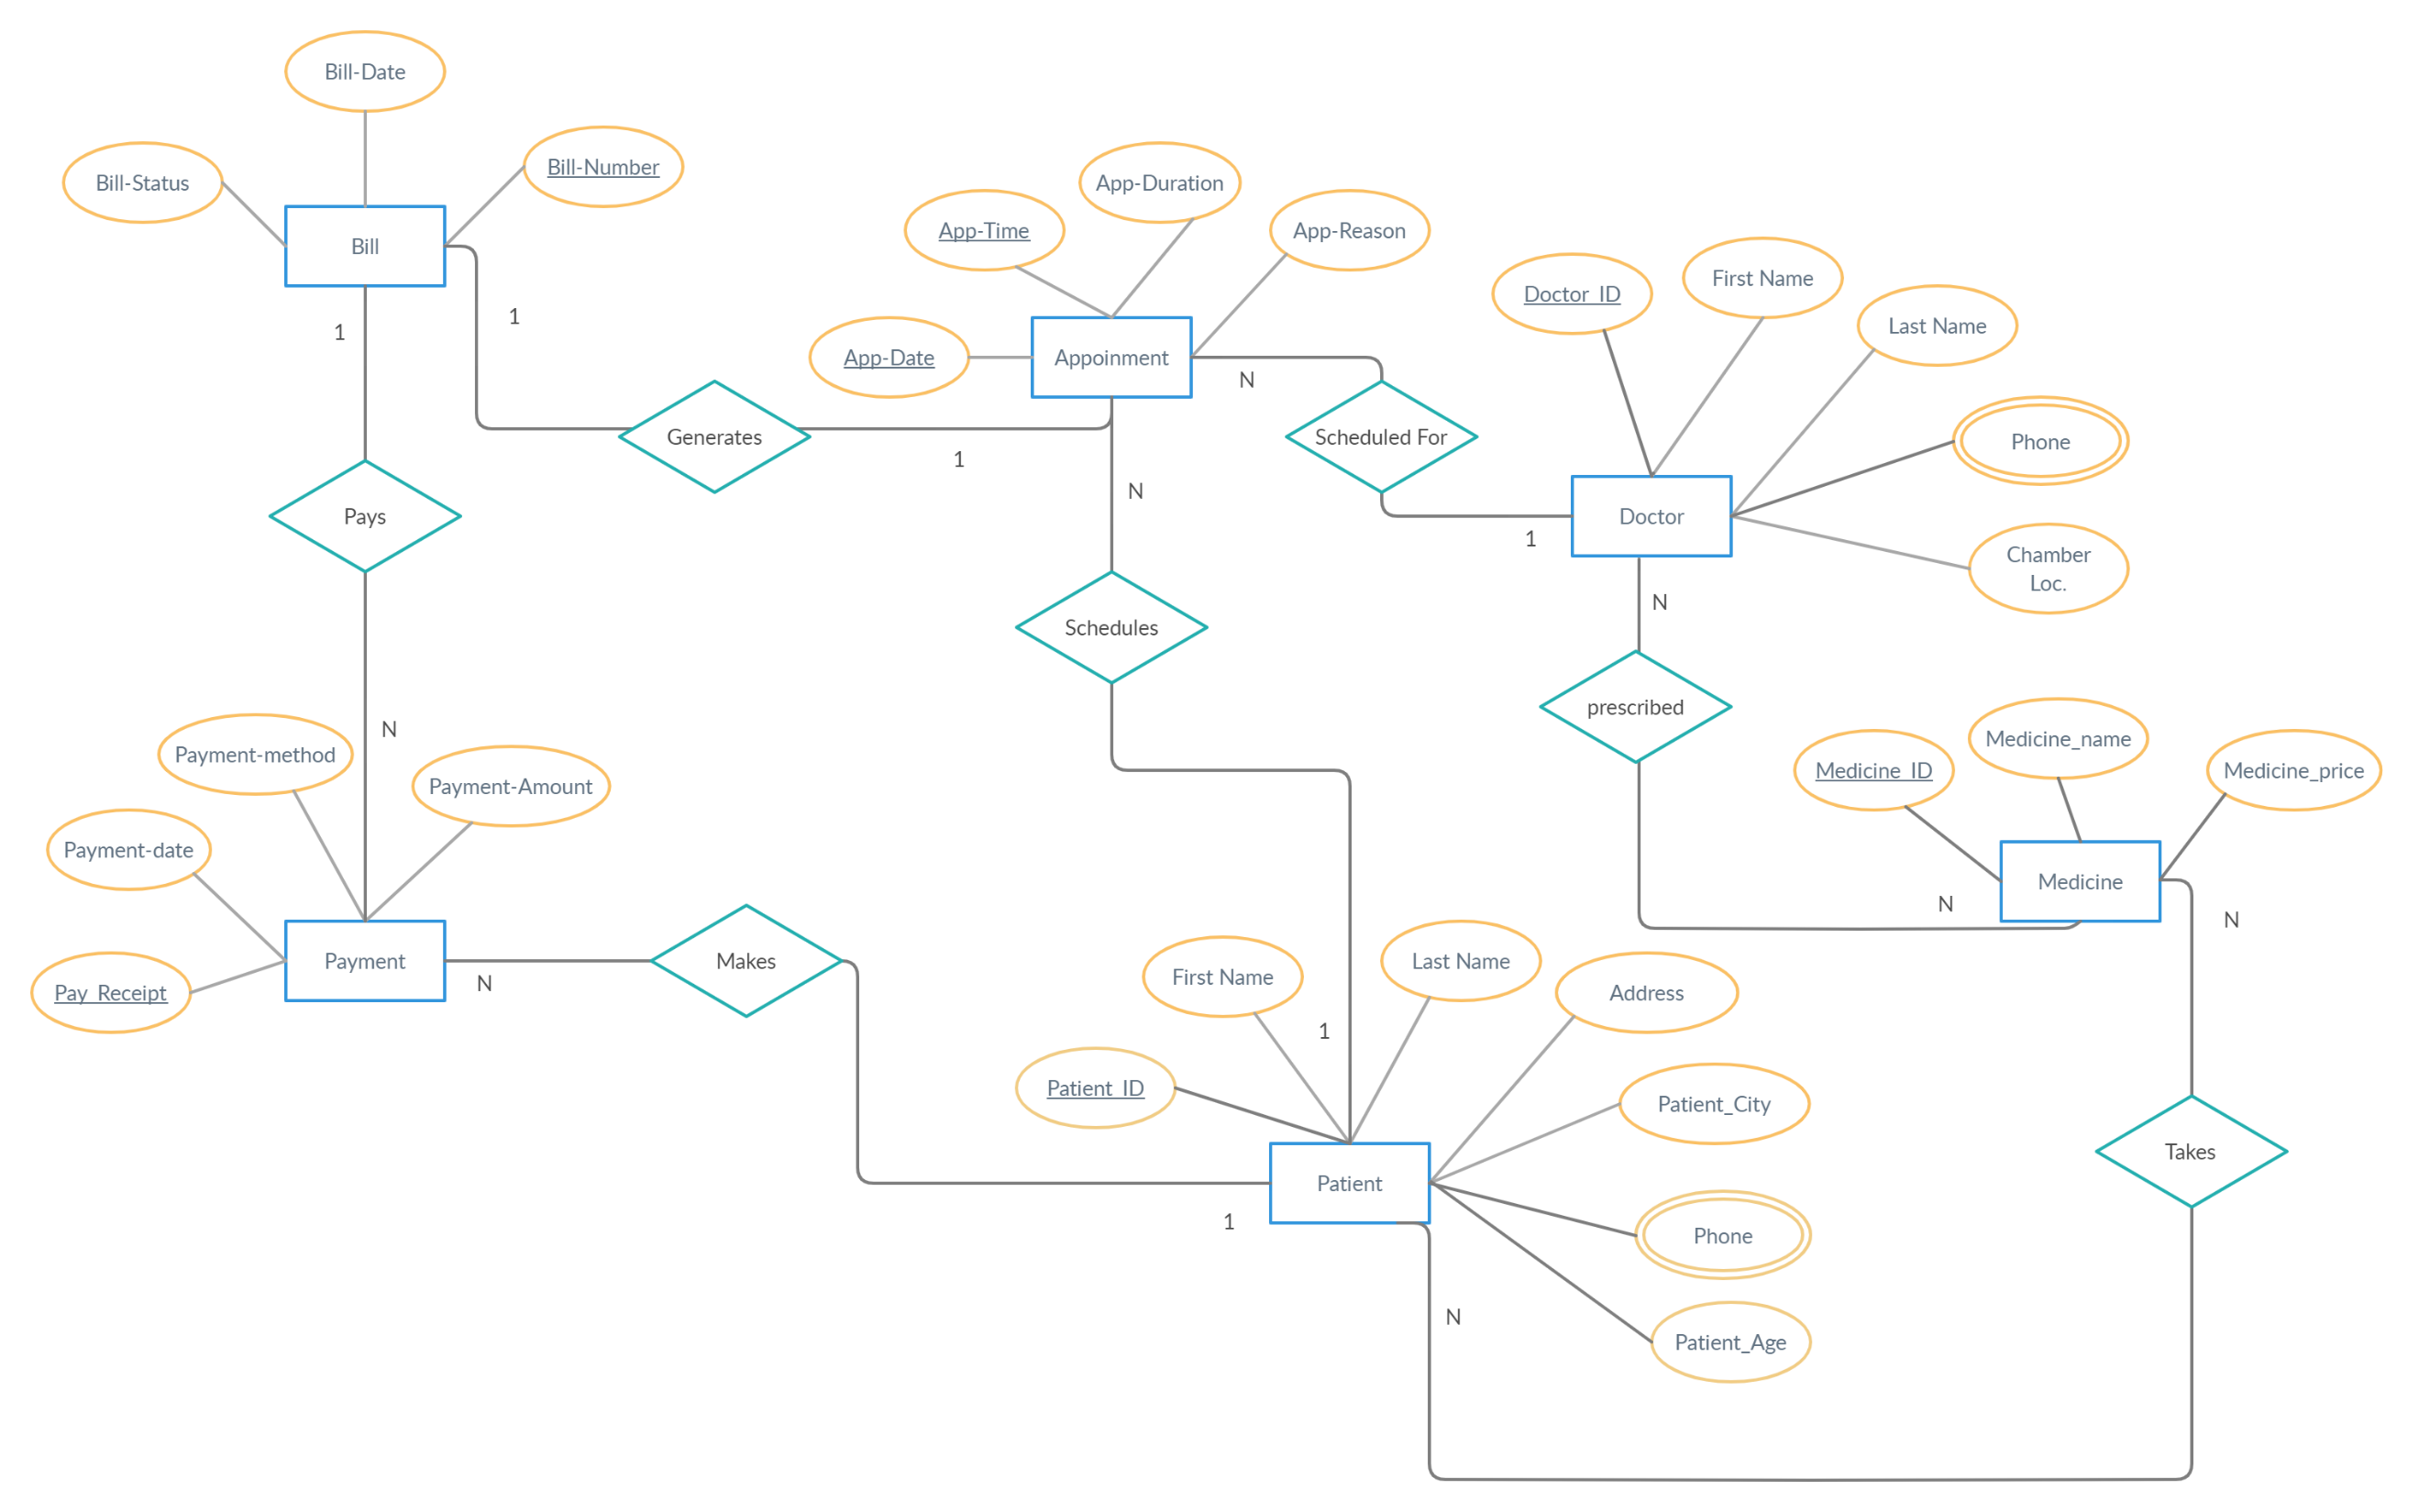 Bill-Date
Bill-Status
Bill-Number
Bill
1
1
App-Duration
App-Time
App-Reason
App-Date
Appoinment
N
Generates
1
Scheduled For
N
1
Doctor_ID
First Name
Last Name
Phone
Doctor
Chamber
Loc.
Pays
N
Schedules
prescribed
N
Payment-method
Payment-Amount
Payment-date
Payment
Pay_Receipt
N
Makes
Medicine_ID
Medicine_name
Medicine_price
Medicine
N
N
First Name
Last Name
Address
1
Patient_ID
Patient_City
Patient
1
Phone
Patient_Age
N
Takes